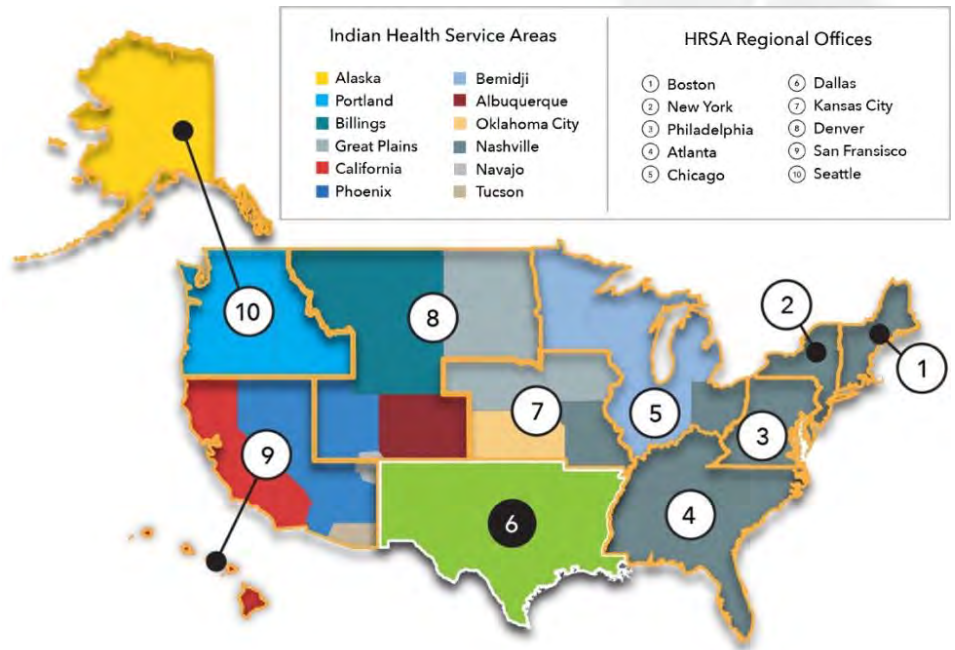 Indian Health Service Areas
Alaska
Portland
Billings
Great Plains
California
Phoenix
Bemidji
Albuquerque
Oklahoma City
Nashville
Navajo
Tucson
HRSA Regional Offices
1 Boston
2 New York
3 Philadelphia
4 Atlanta
5 Chicago
6 Dallas
7 Kansas City
8 Denver
9 San Fransisco
10 Seattle
10
8
2
1
7
5
3
9
6
4